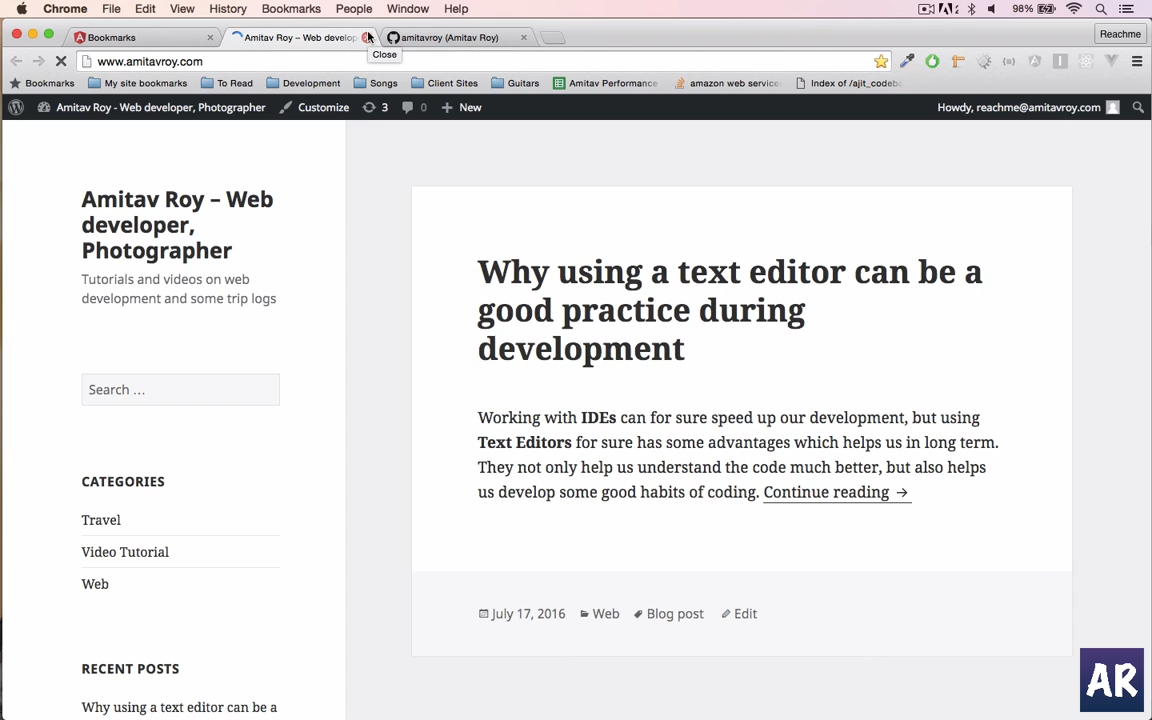 Chrome File Edit View History Bookmarks People Window Help 98%
Bookmarks Amitav Roy – Web develop amitavroy (Amitav Roy) Reachme
Close
www.amitavroy.com
Bookmarks My site bookmarks To Read Development Songs Client Sites Guitars Amitav Performance amazon web service Index of /ajit_codeb
Amitav Roy - Web developer, Photographer Customize 3 0 New Howdy, reachme@amitavroy.com
Amitav Roy – Web
developer,
Photographer
Tutorials and videos on web
development and some trip logs
Search …
CATEGORIES
Travel
Video Tutorial
Web
RECENT POSTS
Why using a text editor can be a
Why using a text editor can be a
good practice during
development
Working with IDEs can for sure speed up our development, but using
Text Editors for sure has some advantages which helps us in long term.
They not only help us understand the code much better, but also helps
us develop some good habits of coding. Continue reading →
July 17, 2016 Web Blog post Edit
AR